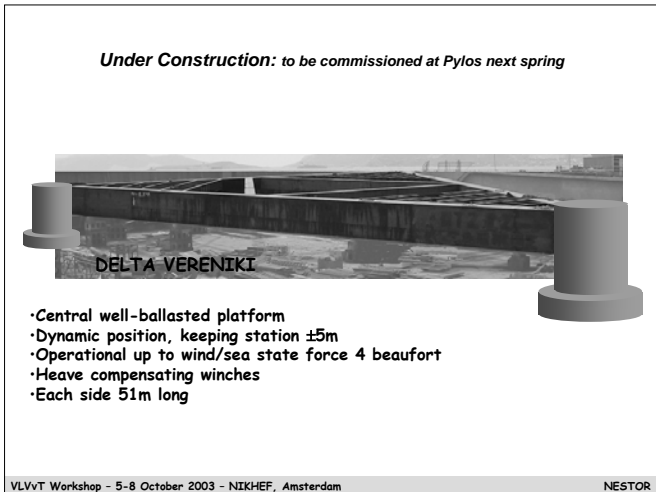 Under Construction: to be commissioned at Pylos next spring
DELTA VERENIKI
·Central well-ballasted platform
·Dynamic position, keeping station ±5m
·Operational up to wind/sea state force 4 beaufort
·Heave compensating winches
·Each side 51m long
VLVνT Workshop – 5-8 October 2003 – NIKHEF, Amsterdam NESTOR